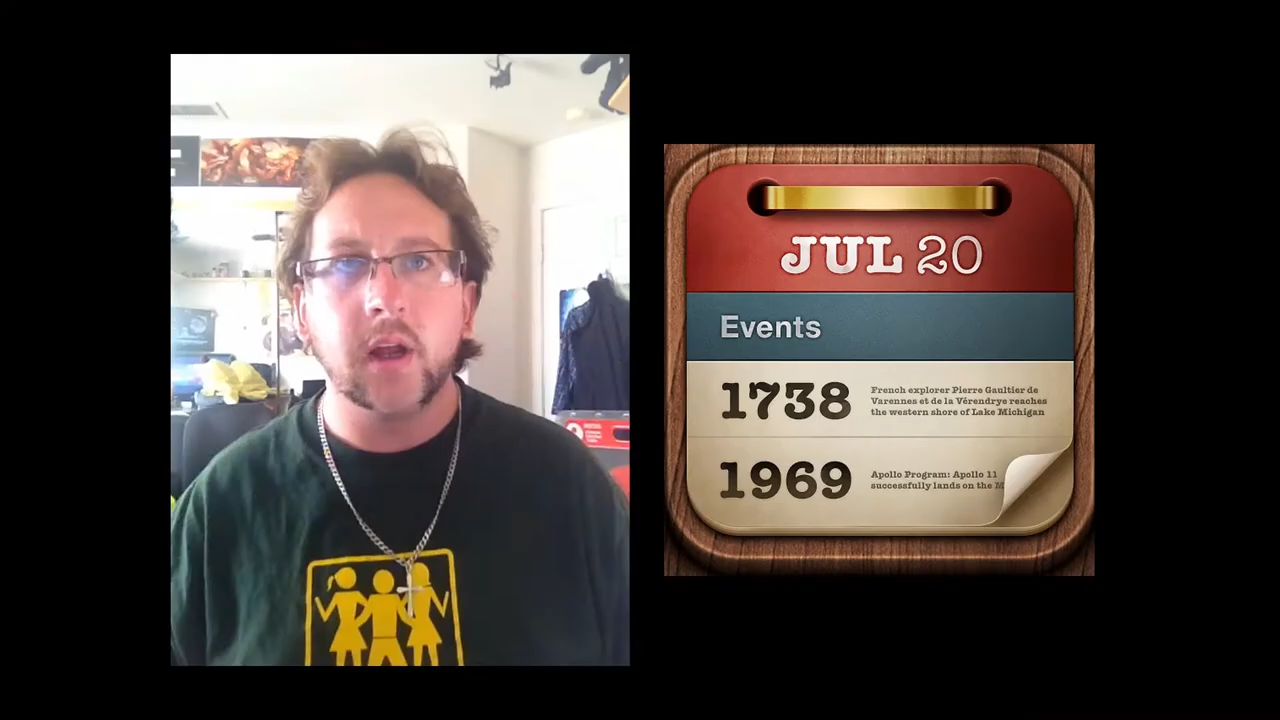 JUL 20
Events
1738
French explorer Pierre Gaultier de
Varennes et de la Vérendrye reaches
the western shore of Lake Michigan
1969
Apollo Program: Apollo 11
successfully lands on the M